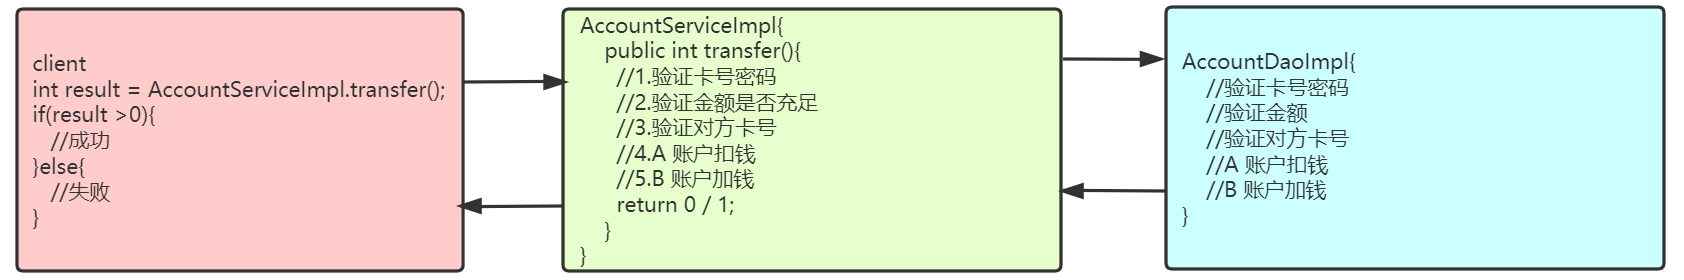 client
int result = AccountServiceImpl.transfer();
if(result >0){
//成功
}else{
//失败
}
AccountServiceImpl{
public int transfer(){
//1.验证卡号密码
//2.验证金额是否充足
//3.验证对方卡号
//4.A 账户扣钱
//5.B 账户加钱
return 0 / 1;
}
}
AccountDaoImpl{
//验证卡号密码
//验证金额
//验证对方卡号
//A 账户扣钱
//B 账户加钱
}